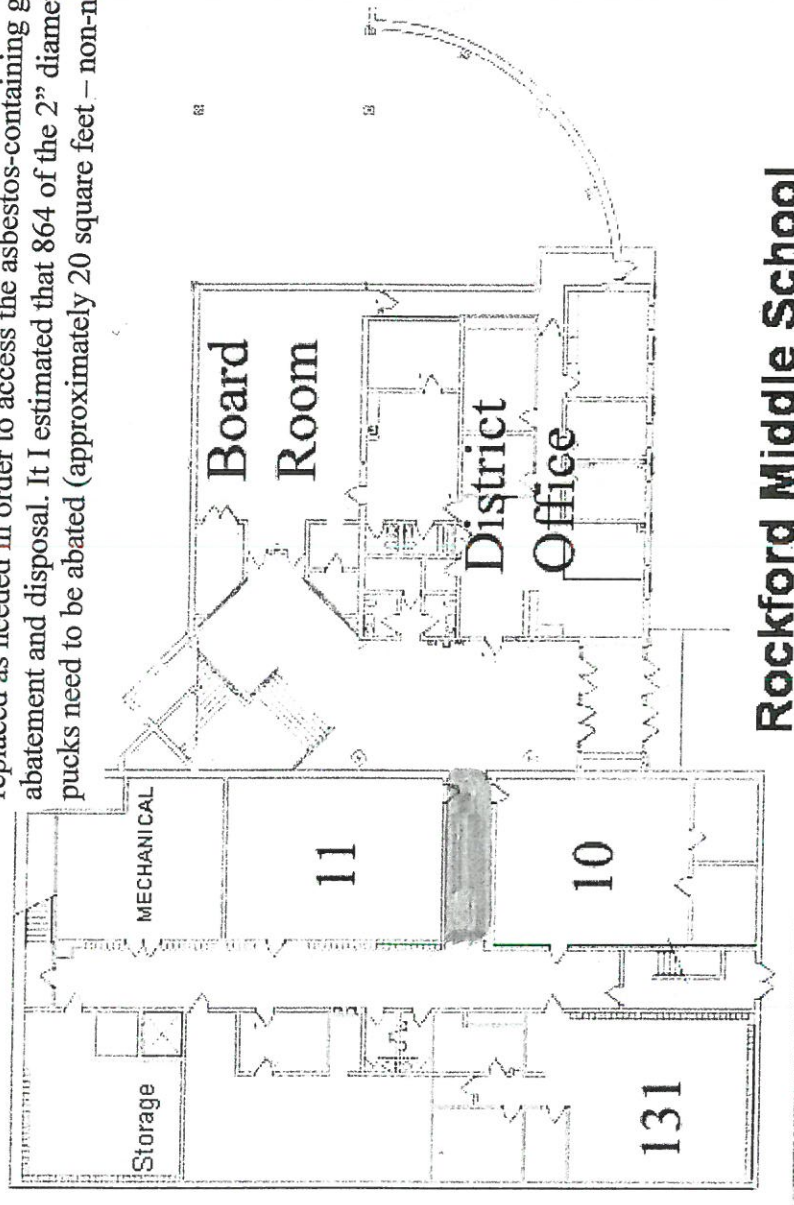 replaced as needed in order to access the asbestos-containing g
abatement and disposal. It I estimated that 864 of the 2” diame
pucks need to be abated (approximately 20 square feet – non-n
Board
Room
District
Office
MECHANICAL
11
10
Storage
131
Rockford Middle School